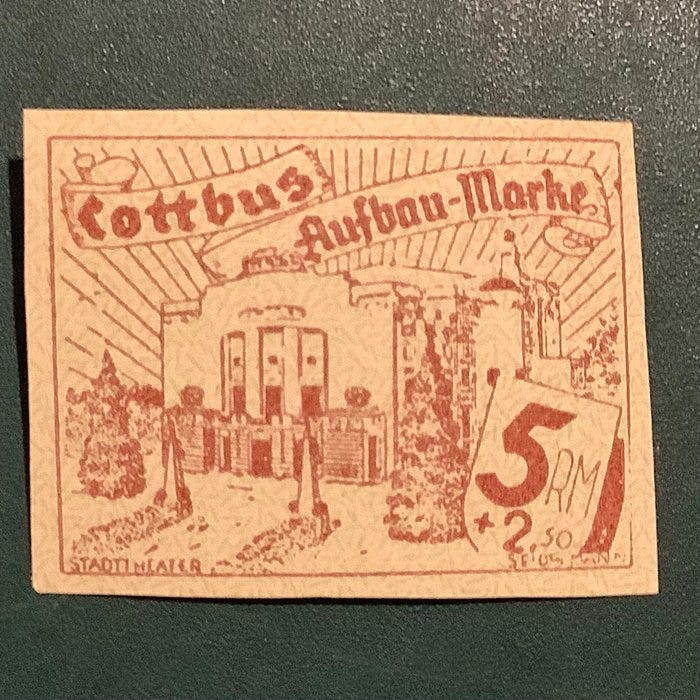 Cottbus
Aufbau-Marke
5 RM
+ 2,50
STADTTHEATER